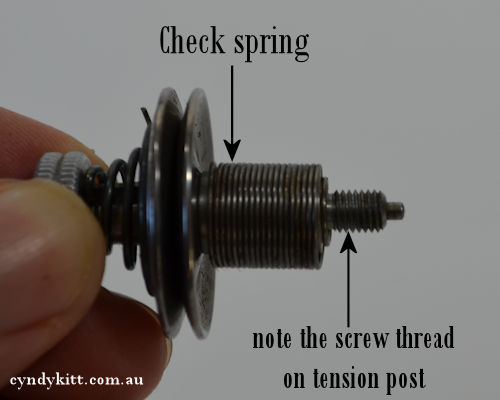 Check spring
note the screw thread
on tension post
cyndykitt.com.au